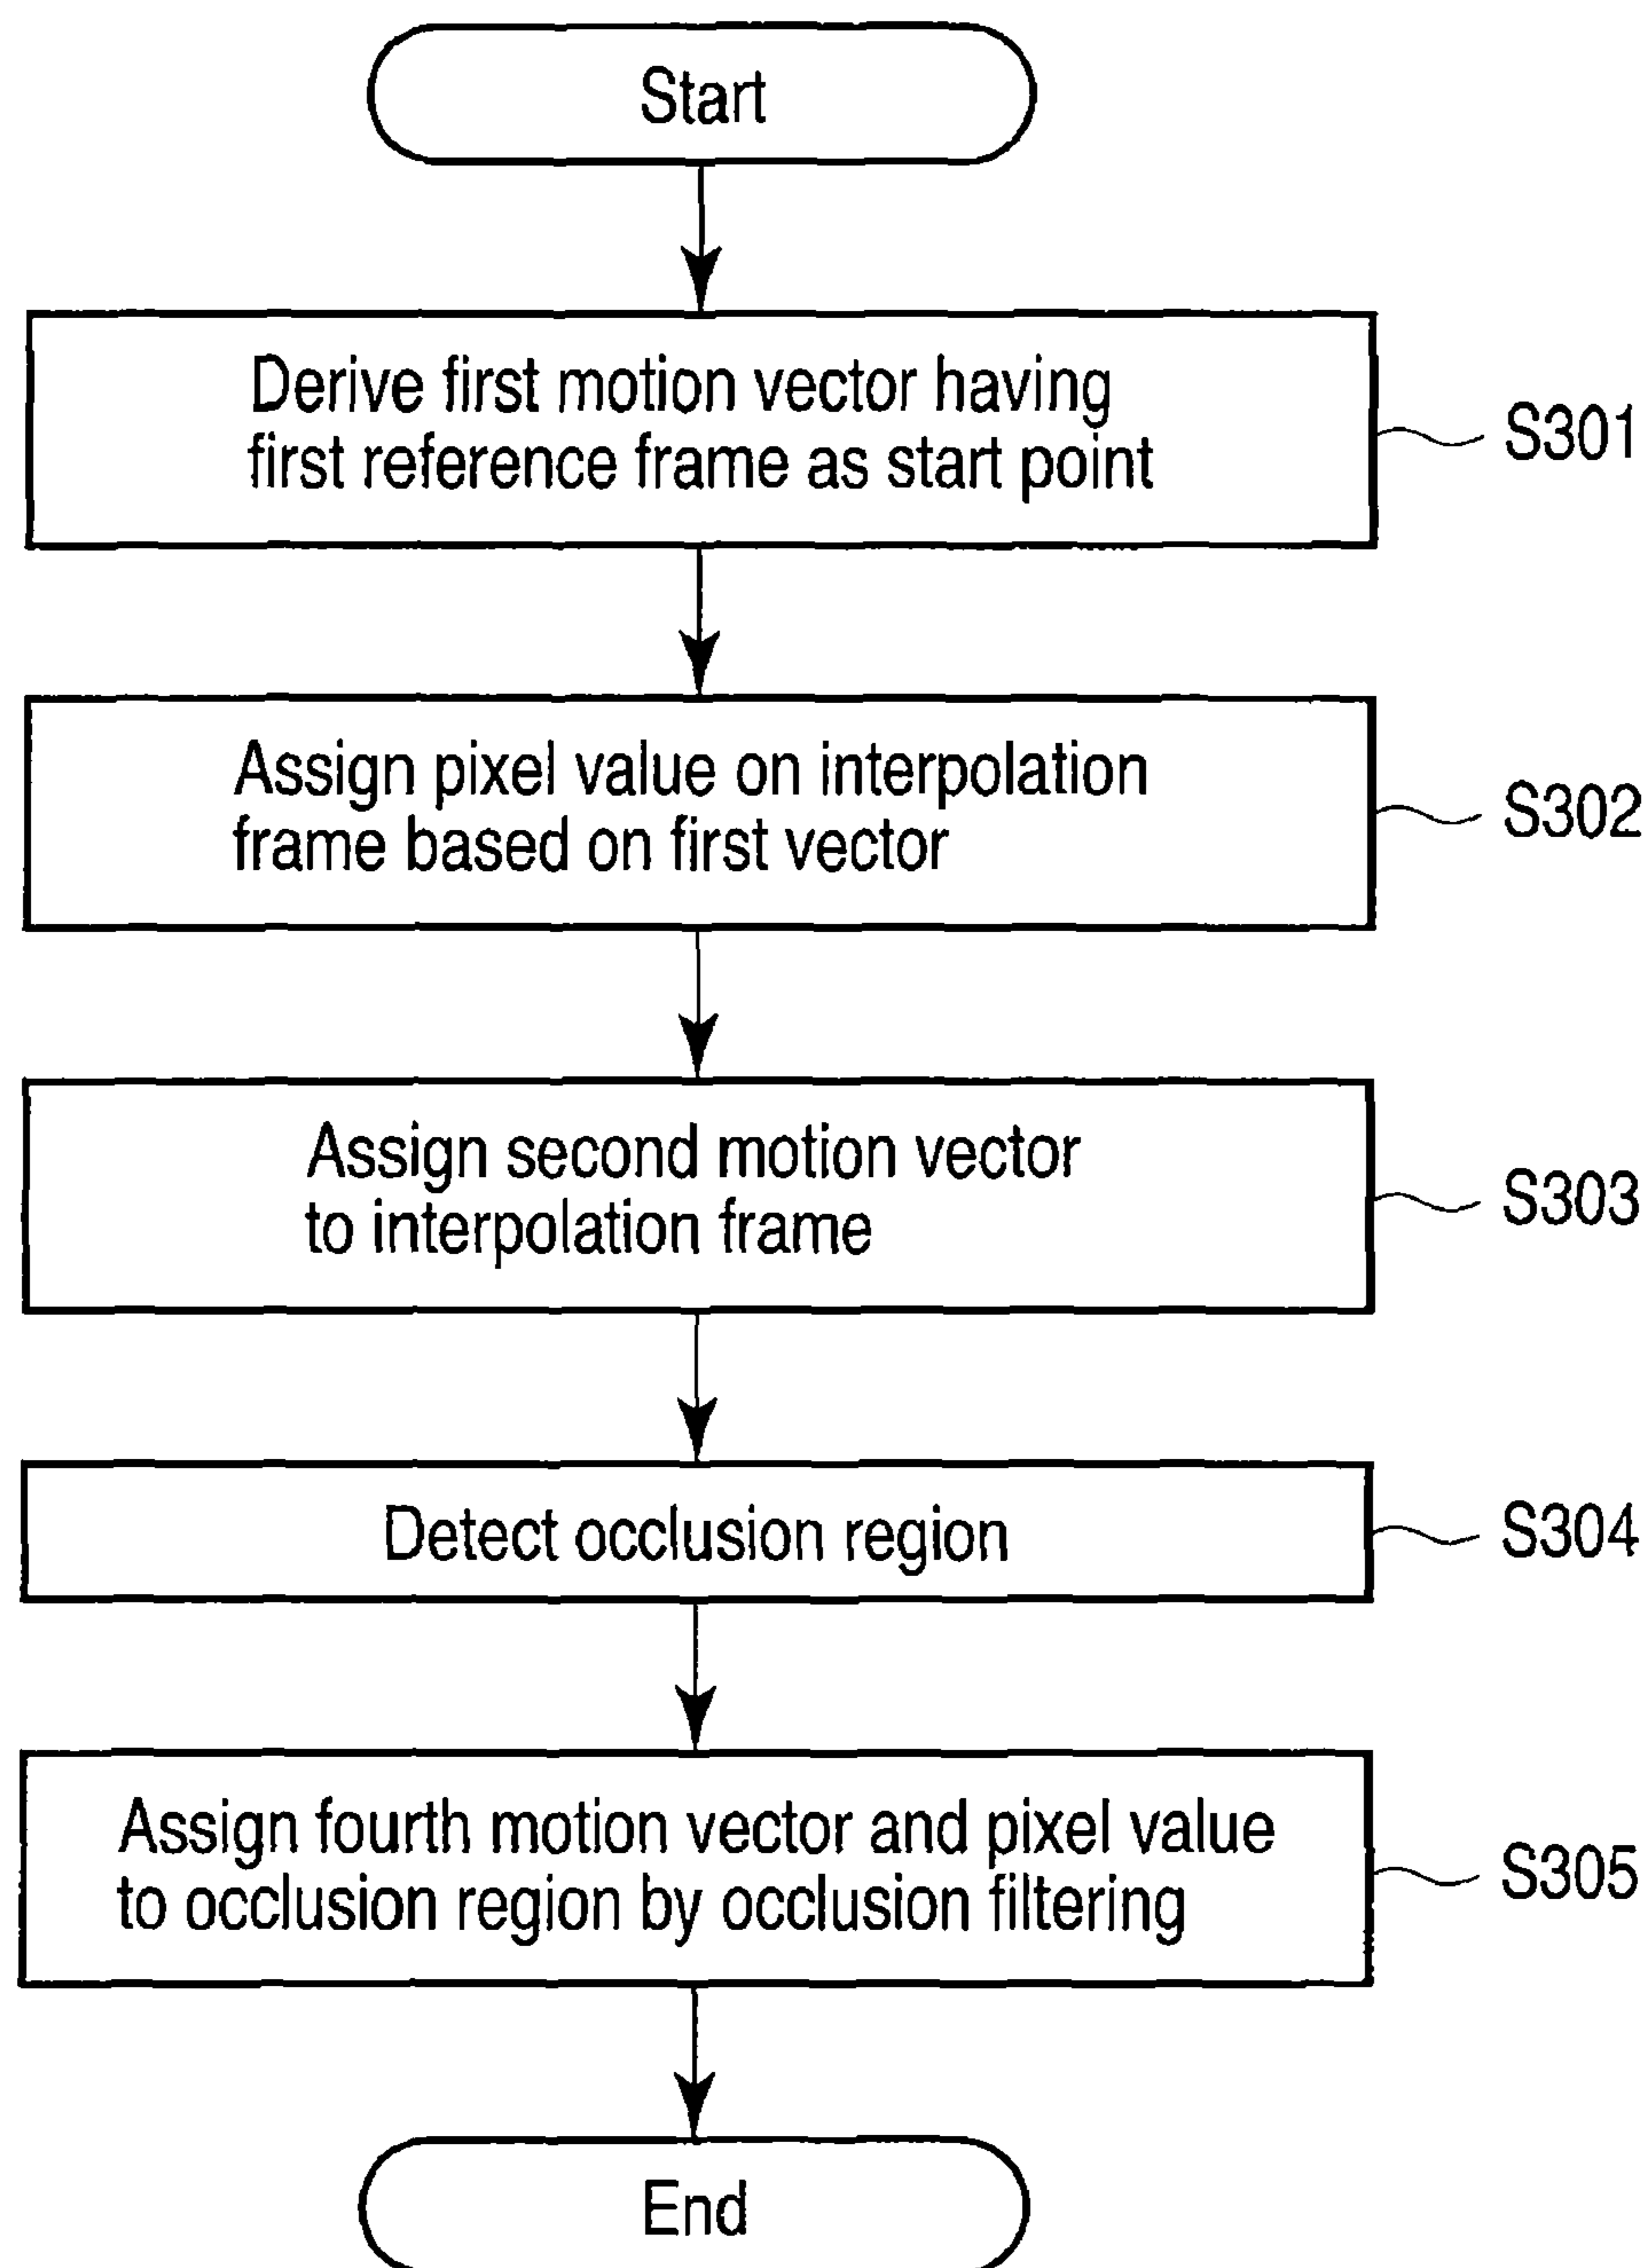 Start
Derive first motion vector having
first reference frame as start point
S301
Assign pixel value on interpolation
frame based on first vector
S302
Assign second motion vector
to interpolation frame
S303
Detect occlusion region
S304
Assign fourth motion vector and pixel value
to occlusion region by occlusion filtering
S305
End